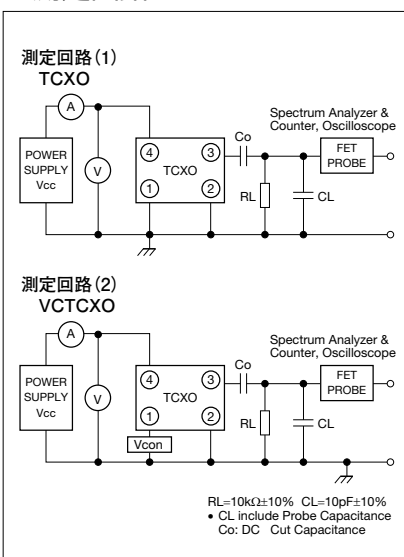 測定回路(1)
TCXO
A
Spectrum Analyzer &
Counter, Oscilloscope
POWER
SUPPLY
Vcc
V
④
③
①
②
TCXO
Co
RL
CL
FET
PROBE
測定回路(2)
VCTCXO
A
Spectrum Analyzer &
Counter, Oscilloscope
POWER
SUPPLY
Vcc
V
④
③
①
②
TCXO
Vcon
Co
RL
CL
FET
PROBE
RL=10kΩ±10% CL=10pF±10%
• CL include Probe Capacitance
Co: DC Cut Capacitance